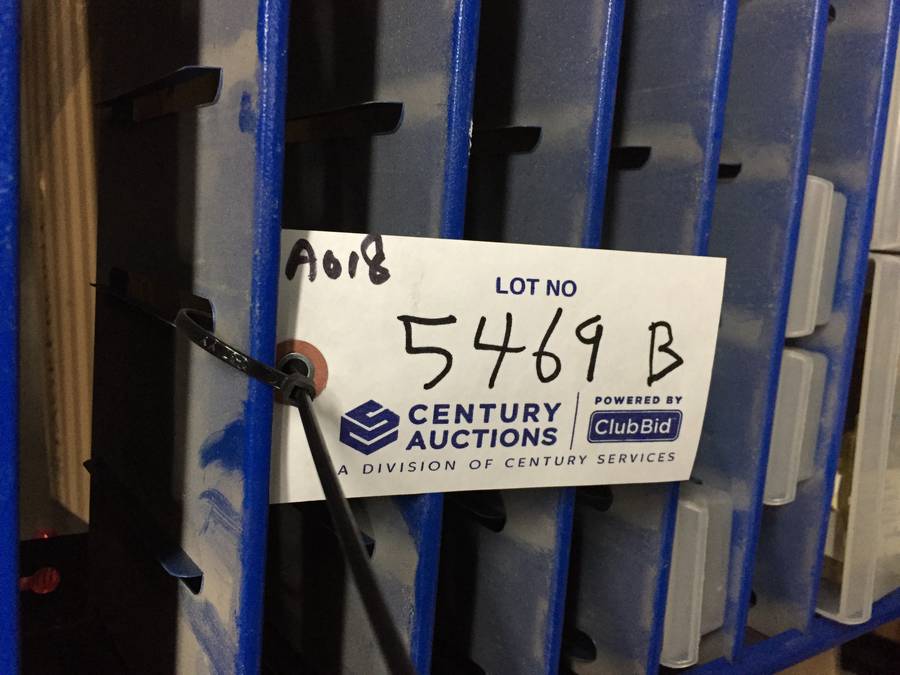 A018
LOT NO
5469 B
CENTURY
AUCTIONS
POWERED BY
ClubBid
A DIVISION OF CENTURY SERVICES